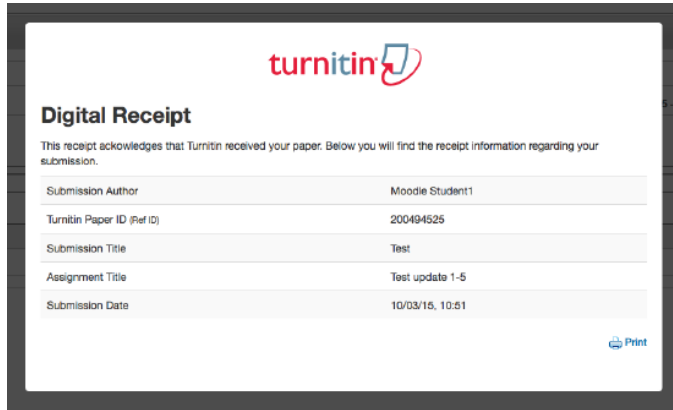 turnitin
Digital Receipt
This receipt ackowledges that Turnitin received your paper. Below you will find the receipt information regarding your
submission.
Submission Author Moodle Student1
Turnitin Paper ID (Ref ID) 200494525
Submission Title Test
Assignment Title Test update 1-5
Submission Date 10/03/15, 10:51
Print